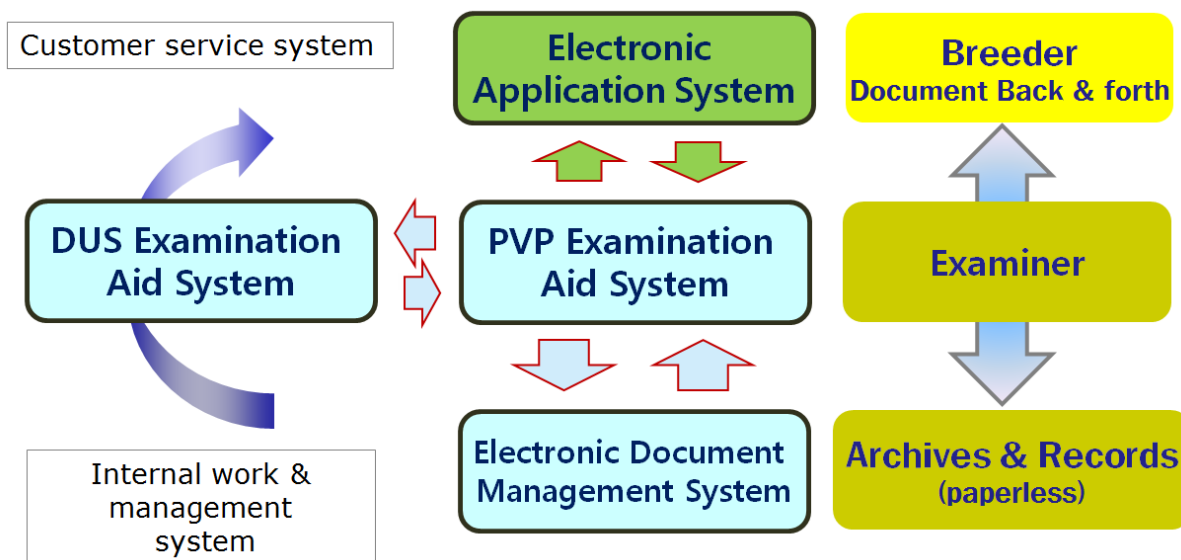 Customer service system
Electronic
Application System
Breeder
Document Back & forth
DUS Examination
Aid System
PVP Examination
Aid System
Examiner
Internal work &
management
system
Electronic Document
Management System
Archives & Records
(paperless)